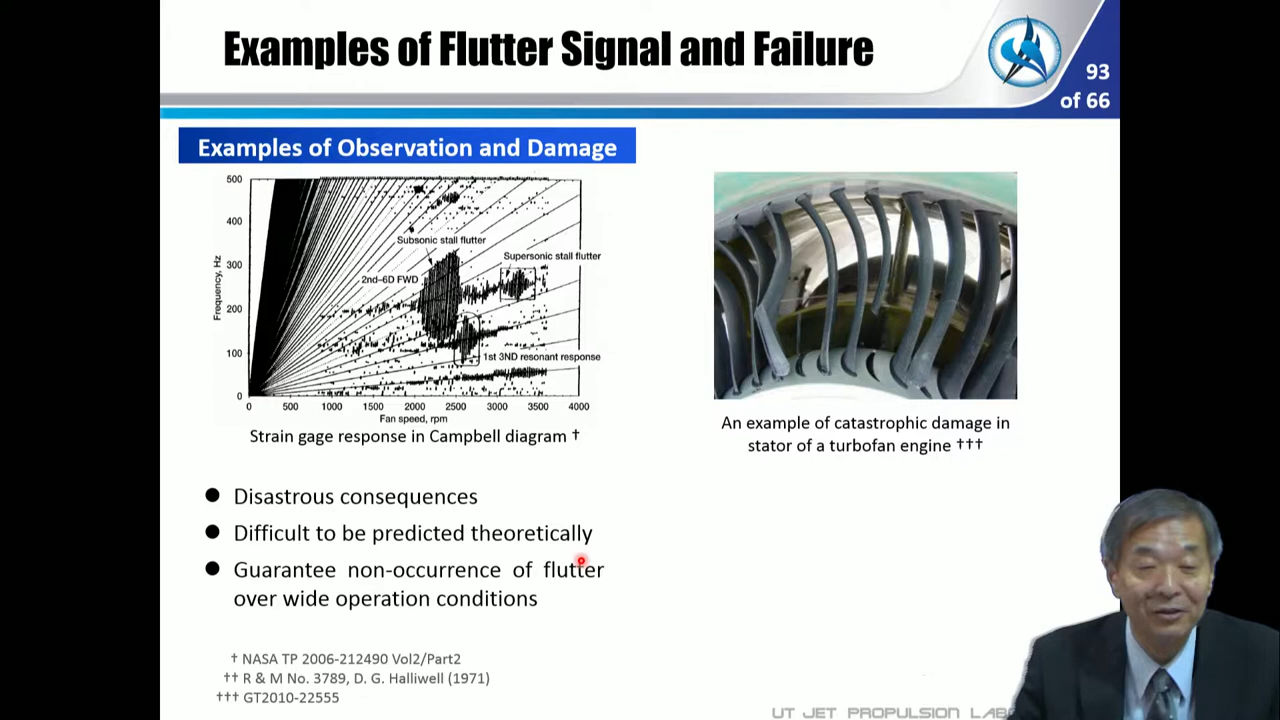 Examples of Flutter Signal and Failure
93
of 66
Examples of Observation and Damage
500
400
300
200
100
0
Frequency, Hz
Subsonic stall flutter
Supersonic stall flutter
2nd–6D FWD
1st 3ND resonant response
0 500 1000 1500 2000 2500 3000 3500 4000
Fan speed, rpm
Strain gage response in Campbell diagram †
An example of catastrophic damage in
stator of a turbofan engine †††
● Disastrous consequences
● Difficult to be predicted theoretically
● Guarantee non-occurrence of flutter
over wide operation conditions
† NASA TP 2006-212490 Vol2/Part2
†† R & M No. 3789, D. G. Halliwell (1971)
††† GT2010-22555
UT JET PROPULSION LAB